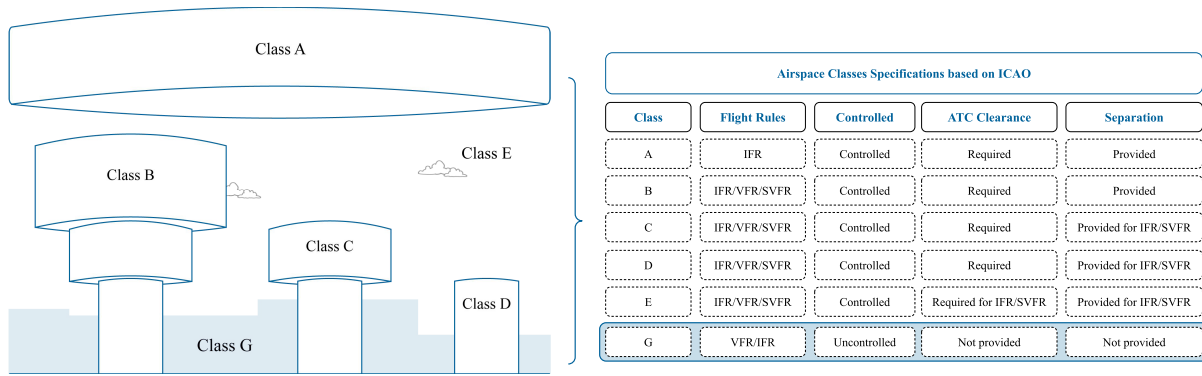 Class A
Class E
Class B
Class C
Class D
Class G
Airspace Classes Specifications based on ICAO
Class Flight Rules Controlled ATC Clearance Separation
A IFR Controlled Required Provided
B IFR/VFR/SVFR Controlled Required Provided
C IFR/VFR/SVFR Controlled Required Provided for IFR/SVFR
D IFR/VFR/SVFR Controlled Required Provided for IFR/SVFR
E IFR/VFR/SVFR Controlled Required for IFR/SVFR Provided for IFR/SVFR
G VFR/IFR Uncontrolled Not provided Not provided